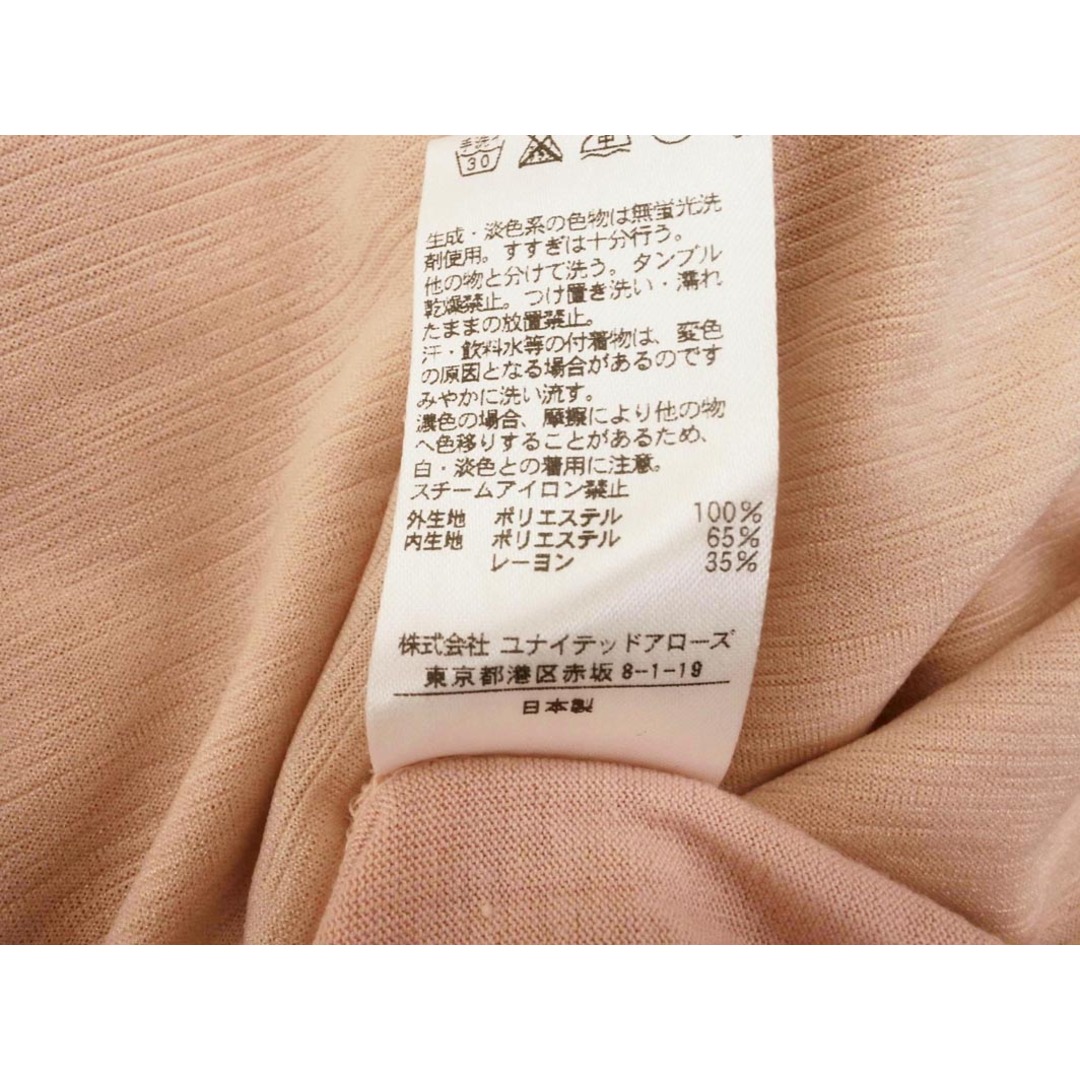 手洗イ
30
生成・淡色系の色物は無蛍光洗
剤使用。すすぎは十分行う。
他の物と分けて洗う。タンブル
乾燥禁止。つけ置き洗い・濡れ
たままの放置禁止。
汗・飲料水等の付着物は、変色
の原因となる場合があるのです
みやかに洗い流す。
濃色の場合、摩擦により他の物
へ色移りすることがあるため、
白・淡色との着用に注意。
スチームアイロン禁止
外生地 ポリエステル 100%
内生地 ポリエステル 65%
レーヨン 35%
株式会社 ユナイテッドアローズ
東京都港区赤坂 8-1-19
日本製